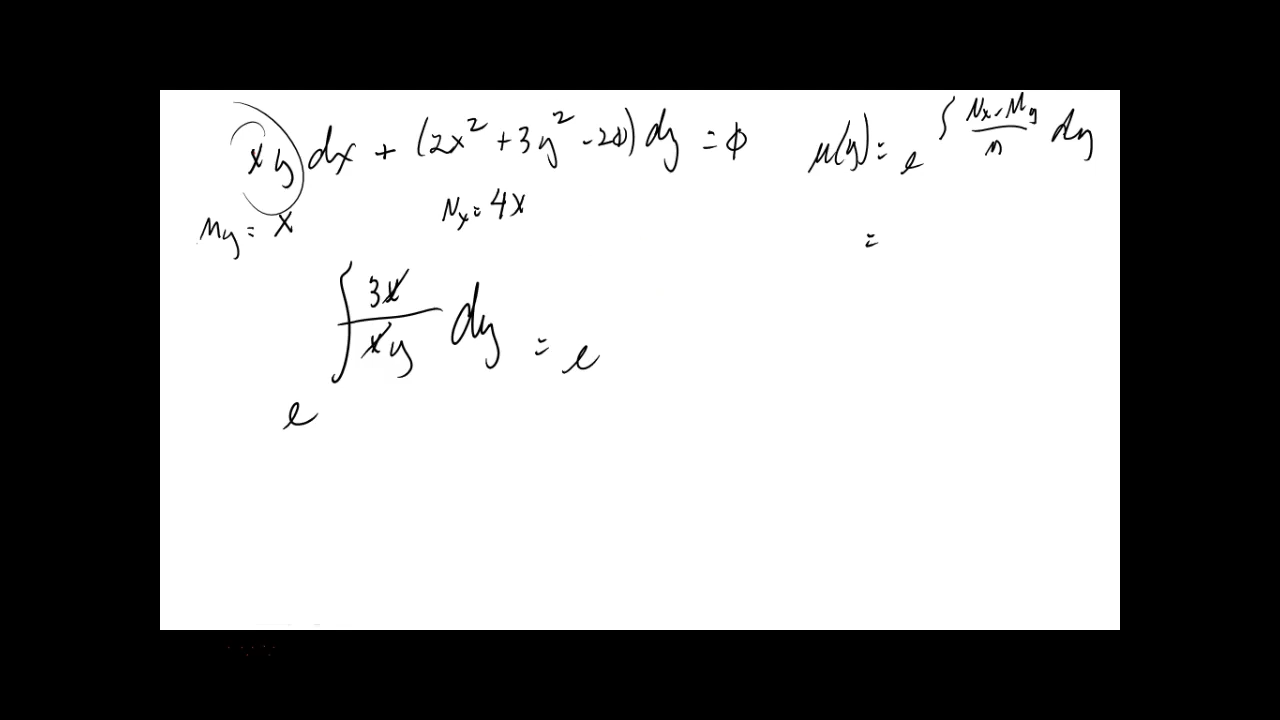 xy dx + (2x² + 3y² - 20) dy = 0 μ(y) = e^{∫ (Nx - My)/M dy}
My = x Nx = 4x =
e^{∫ 3x/(xy) dy} = e